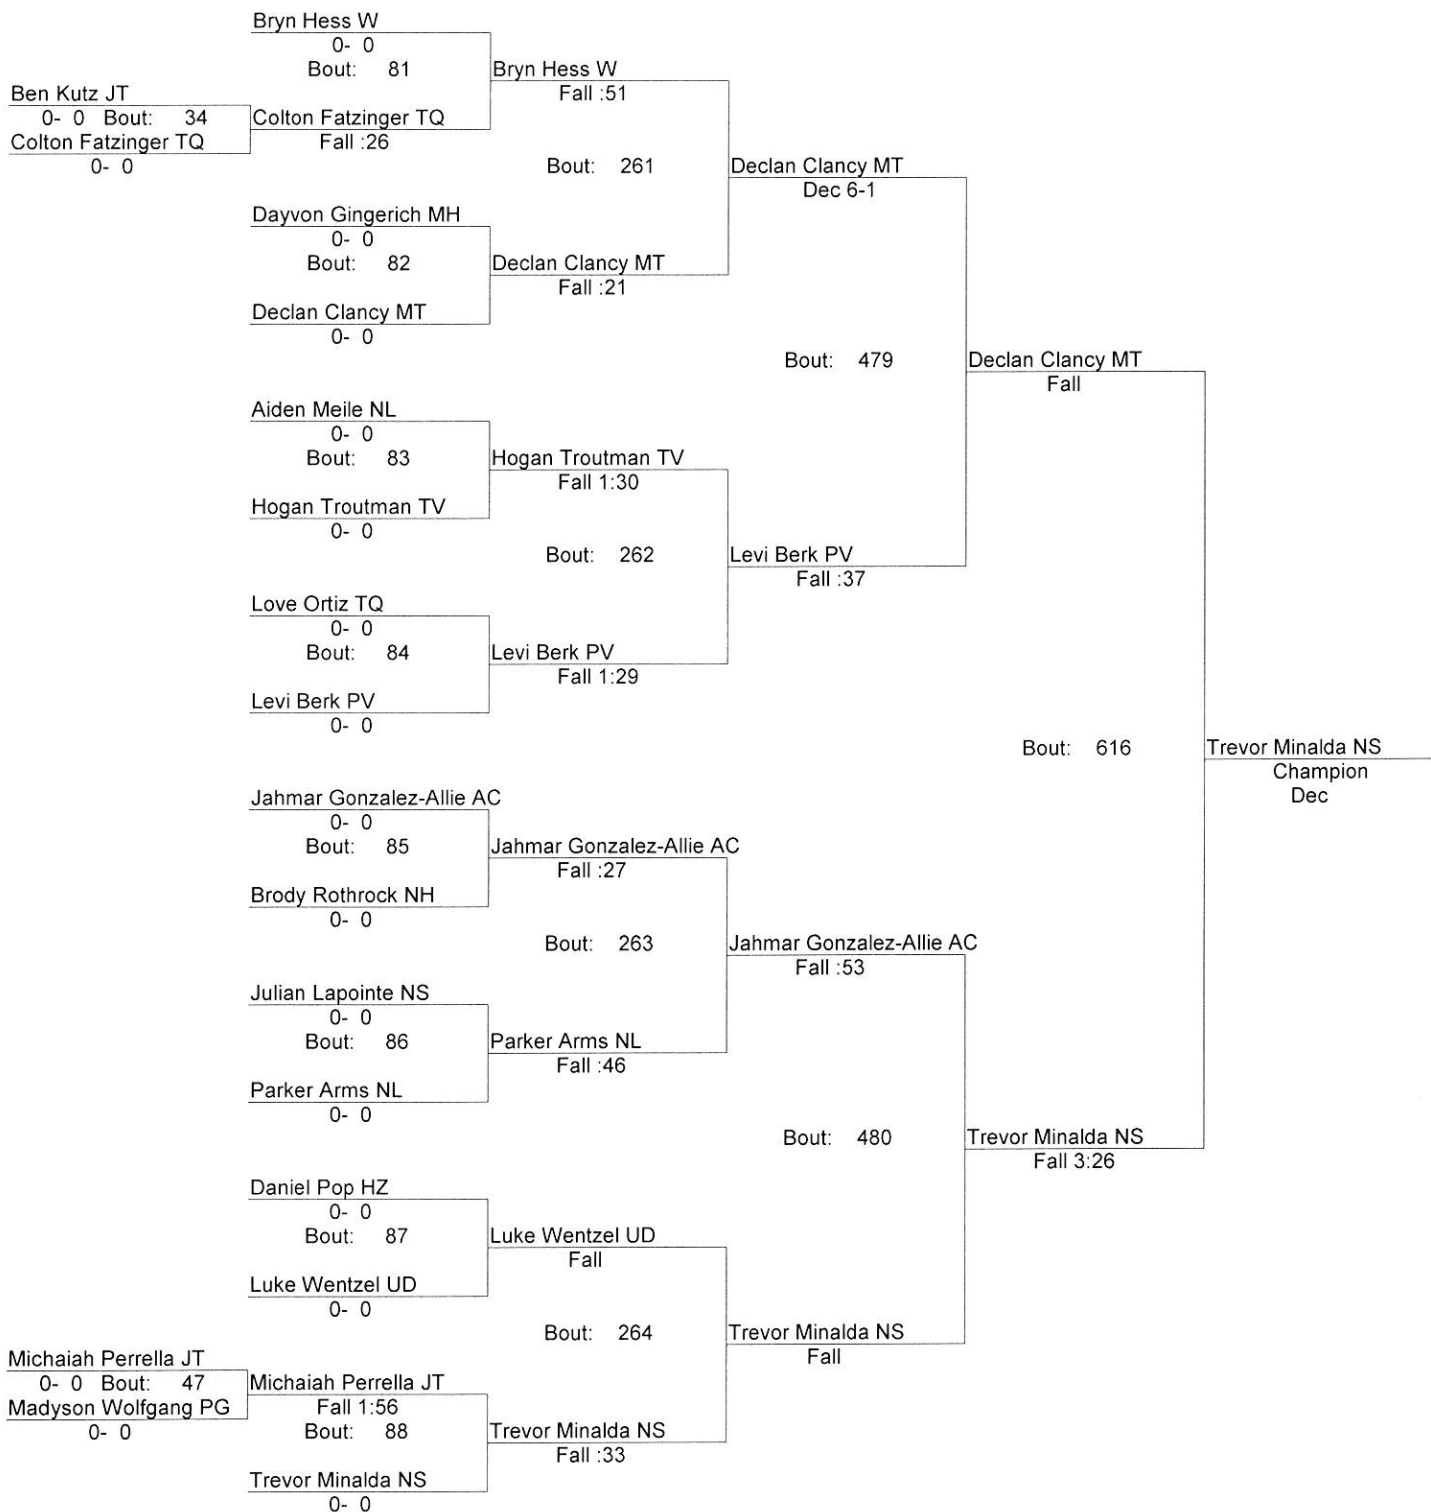 Bryn Hess W
0- 0
Bout: 81
Bryn Hess W
Fall :51
Ben Kutz JT
0- 0 Bout: 34
Colton Fatzinger TQ
0- 0
Colton Fatzinger TQ
Fall :26
Bout: 261
Declan Clancy MT
Dec 6-1
Dayvon Gingerich MH
0- 0
Bout: 82
Declan Clancy MT
Fall :21
Declan Clancy MT
0- 0
Bout: 479
Declan Clancy MT
Fall
Aiden Meile NL
0- 0
Bout: 83
Hogan Troutman TV
Fall 1:30
Hogan Troutman TV
0- 0
Bout: 262
Levi Berk PV
Fall :37
Love Ortiz TQ
0- 0
Bout: 84
Levi Berk PV
Fall 1:29
Levi Berk PV
0- 0
Bout: 616
Trevor Minalda NS
Champion
Dec
Jahmar Gonzalez-Allie AC
0- 0
Bout: 85
Jahmar Gonzalez-Allie AC
Fall :27
Brody Rothrock NH
0- 0
Bout: 263
Jahmar Gonzalez-Allie AC
Fall :53
Julian Lapointe NS
0- 0
Bout: 86
Parker Arms NL
Fall :46
Parker Arms NL
0- 0
Bout: 480
Trevor Minalda NS
Fall 3:26
Daniel Pop HZ
0- 0
Bout: 87
Luke Wentzel UD
Fall
Luke Wentzel UD
0- 0
Bout: 264
Trevor Minalda NS
Fall
Michaiah Perrella JT
0- 0 Bout: 47
Madyson Wolfgang PG
0- 0
Michaiah Perrella JT
Fall 1:56
Bout: 88
Trevor Minalda NS
Fall :33
Trevor Minalda NS
0- 0